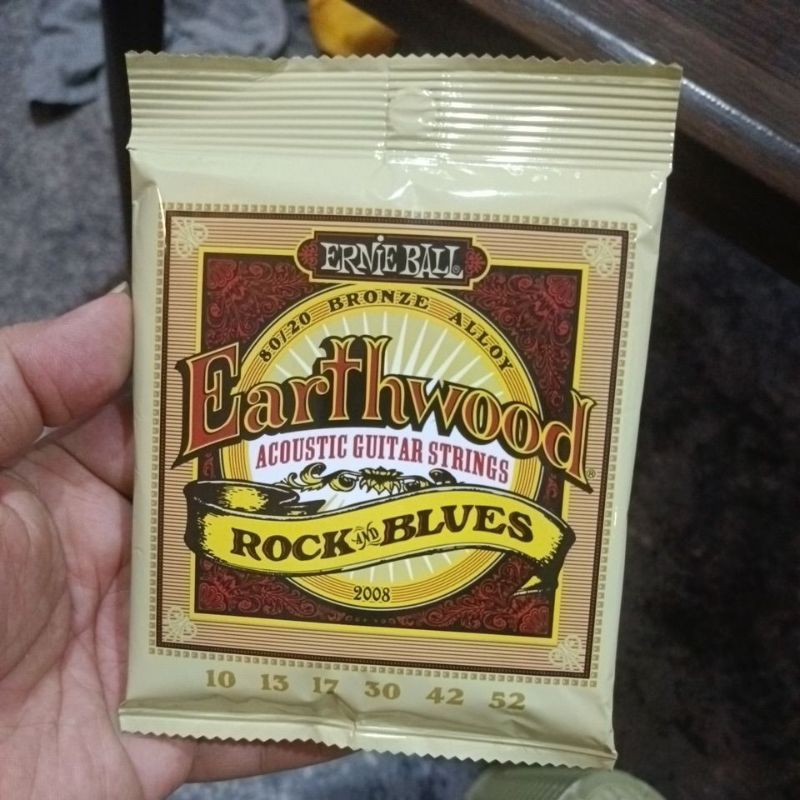 ERNIE BALL®
80/20 BRONZE ALLOY
Earthwood®
ACOUSTIC GUITAR STRINGS
ROCK AND BLUES
2008
10 13 17 30 42 52